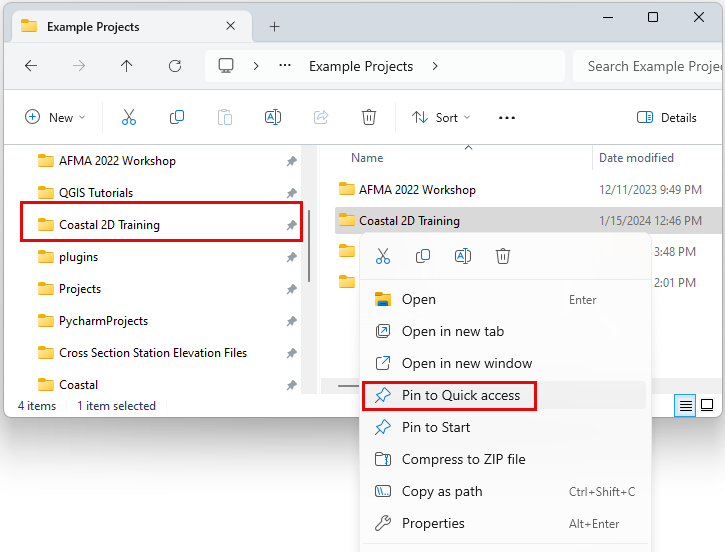 Example Projects
Example Projects
Search Example Projec
New
Sort
Details
AFMA 2022 Workshop
QGIS Tutorials
Coastal 2D Training
plugins
Projects
PycharmProjects
Cross Section Station Elevation Files
Coastal
Name Date modified
AFMA 2022 Workshop 12/11/2023 9:49 PM
Coastal 2D Training 1/15/2024 12:46 PM
3:48 PM
2:01 PM
Open Enter
Open in new tab
Open in new window
Pin to Quick access
Pin to Start
Compress to ZIP file
Copy as path Ctrl+Shift+C
Properties Alt+Enter
4 items 1 item selected